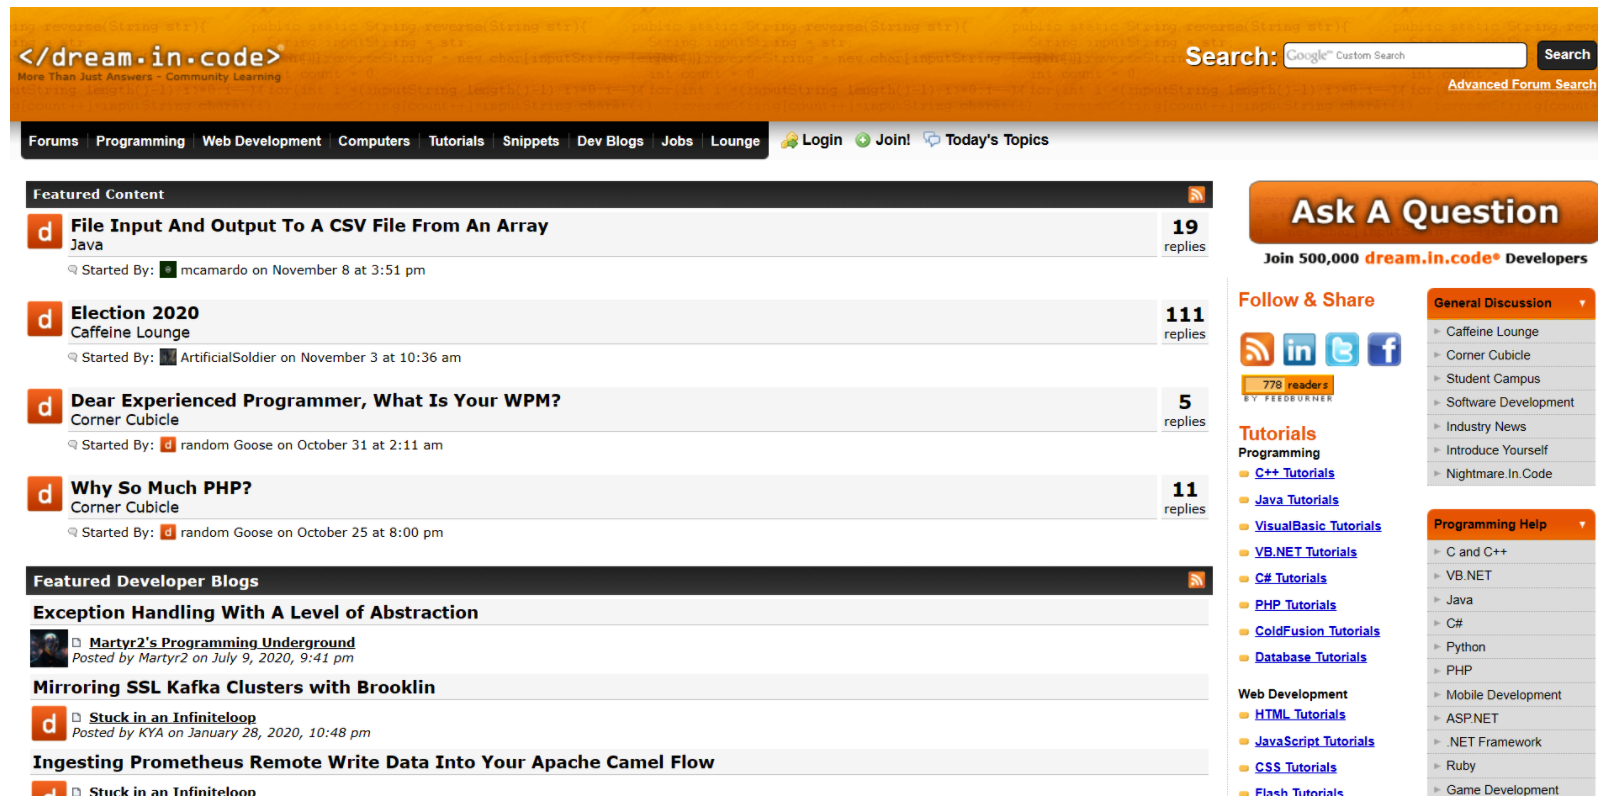 </dream.in.code>
More Than Just Answers - Community Learning
Search:
Google™ Custom Search
Search
Advanced Forum Search
Forums
Programming
Web Development
Computers
Tutorials
Snippets
Dev Blogs
Jobs
Lounge
Login
Join!
Today's Topics
Featured Content
d
File Input And Output To A CSV File From An Array
Java
19
replies
Started By: mcamardo on November 8 at 3:51 pm
d
Election 2020
Caffeine Lounge
111
replies
Started By: ArtificialSoldier on November 3 at 10:36 am
d
Dear Experienced Programmer, What Is Your WPM?
Corner Cubicle
5
replies
Started By: d random Goose on October 31 at 2:11 am
d
Why So Much PHP?
Corner Cubicle
11
replies
Started By: d random Goose on October 25 at 8:00 pm
Featured Developer Blogs
Exception Handling With A Level of Abstraction
Martyr2's Programming Underground
Posted by Martyr2 on July 9, 2020, 9:41 pm
Mirroring SSL Kafka Clusters with Brooklin
d
Stuck in an Infiniteloop
Posted by KYA on January 28, 2020, 10:48 pm
Ingesting Prometheus Remote Write Data Into Your Apache Camel Flow
Stuck in an Infiniteloop
Ask A Question
Join 500,000 dream.in.code® Developers
Follow & Share
in
778 readers
BY FEEDBURNER
Tutorials
Programming
C++ Tutorials
Java Tutorials
VisualBasic Tutorials
VB.NET Tutorials
C# Tutorials
PHP Tutorials
ColdFusion Tutorials
Database Tutorials
Web Development
HTML Tutorials
JavaScript Tutorials
CSS Tutorials
Flash Tutorials
General Discussion
Caffeine Lounge
Corner Cubicle
Student Campus
Software Development
Industry News
Introduce Yourself
Nightmare.In.Code
Programming Help
C and C++
VB.NET
Java
C#
Python
PHP
Mobile Development
ASP.NET
.NET Framework
Ruby
Game Development